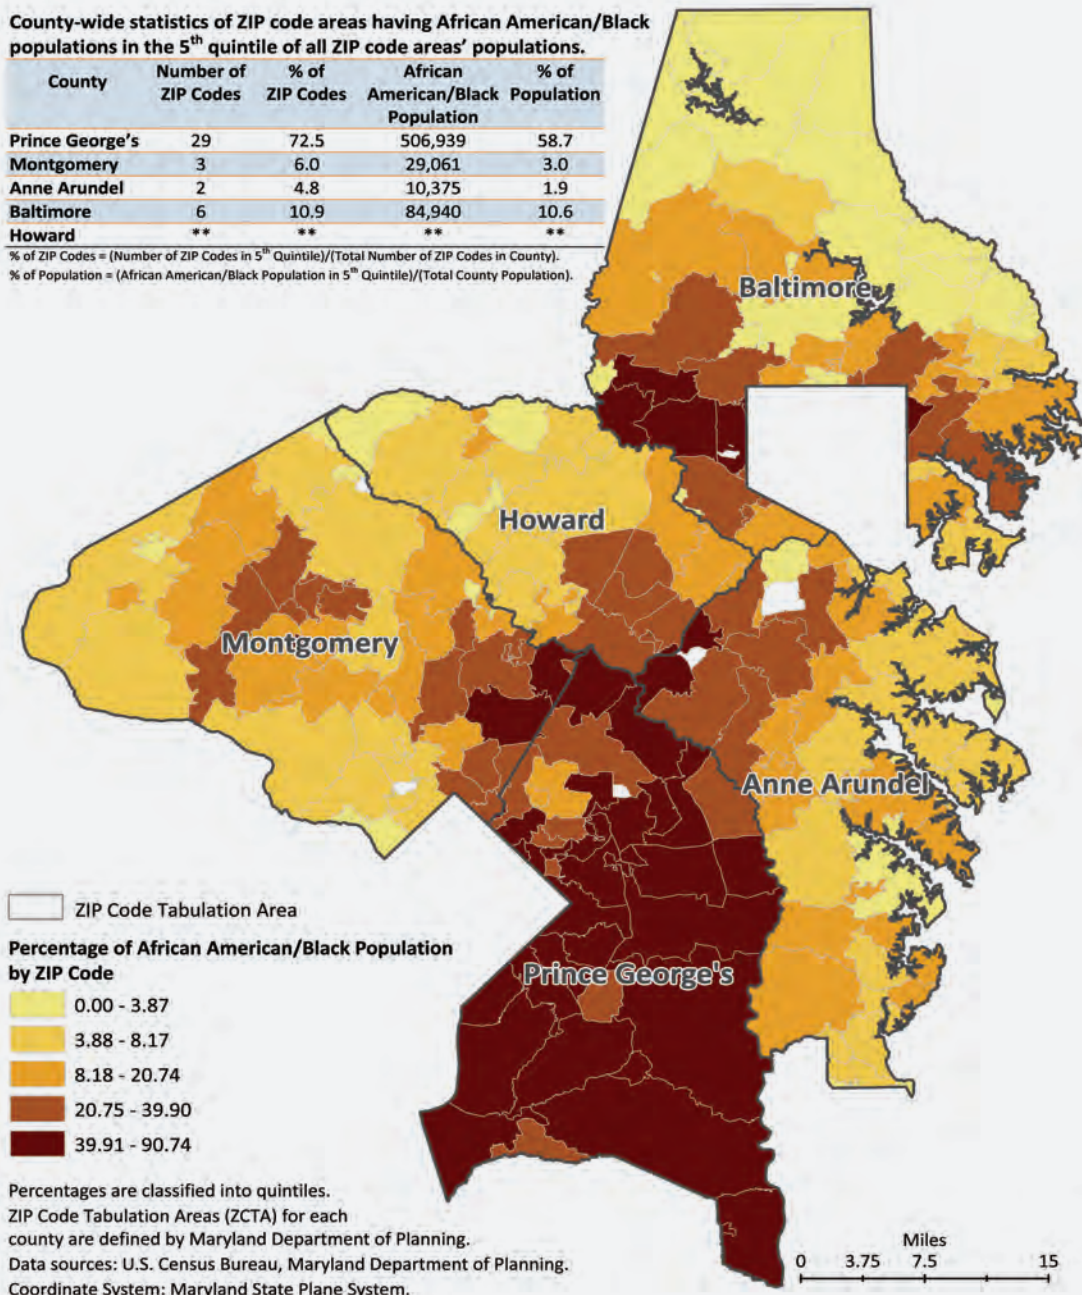 County-wide statistics of ZIP code areas having African American/Black
populations in the 5th quintile of all ZIP code areas' populations.
County Number of ZIP Codes % of ZIP Codes African American/Black Population % of Population
Prince George's 29 72.5 506,939 58.7
Montgomery 3 6.0 29,061 3.0
Anne Arundel 2 4.8 10,375 1.9
Baltimore 6 10.9 84,940 10.6
Howard ** ** ** **
% of ZIP Codes = (Number of ZIP Codes in 5th Quintile)/(Total Number of ZIP Codes in County).
% of Population = (African American/Black Population in 5th Quintile)/(Total County Population).
Baltimore
Howard
Montgomery
Anne Arundel
Prince George's
ZIP Code Tabulation Area
Percentage of African American/Black Population
by ZIP Code
0.00 - 3.87
3.88 - 8.17
8.18 - 20.74
20.75 - 39.90
39.91 - 90.74
Percentages are classified into quintiles.
ZIP Code Tabulation Areas (ZCTA) for each
county are defined by Maryland Department of Planning.
Data sources: U.S. Census Bureau, Maryland Department of Planning.
Coordinate System: Maryland State Plane System.
Miles
0 3.75 7.5 15